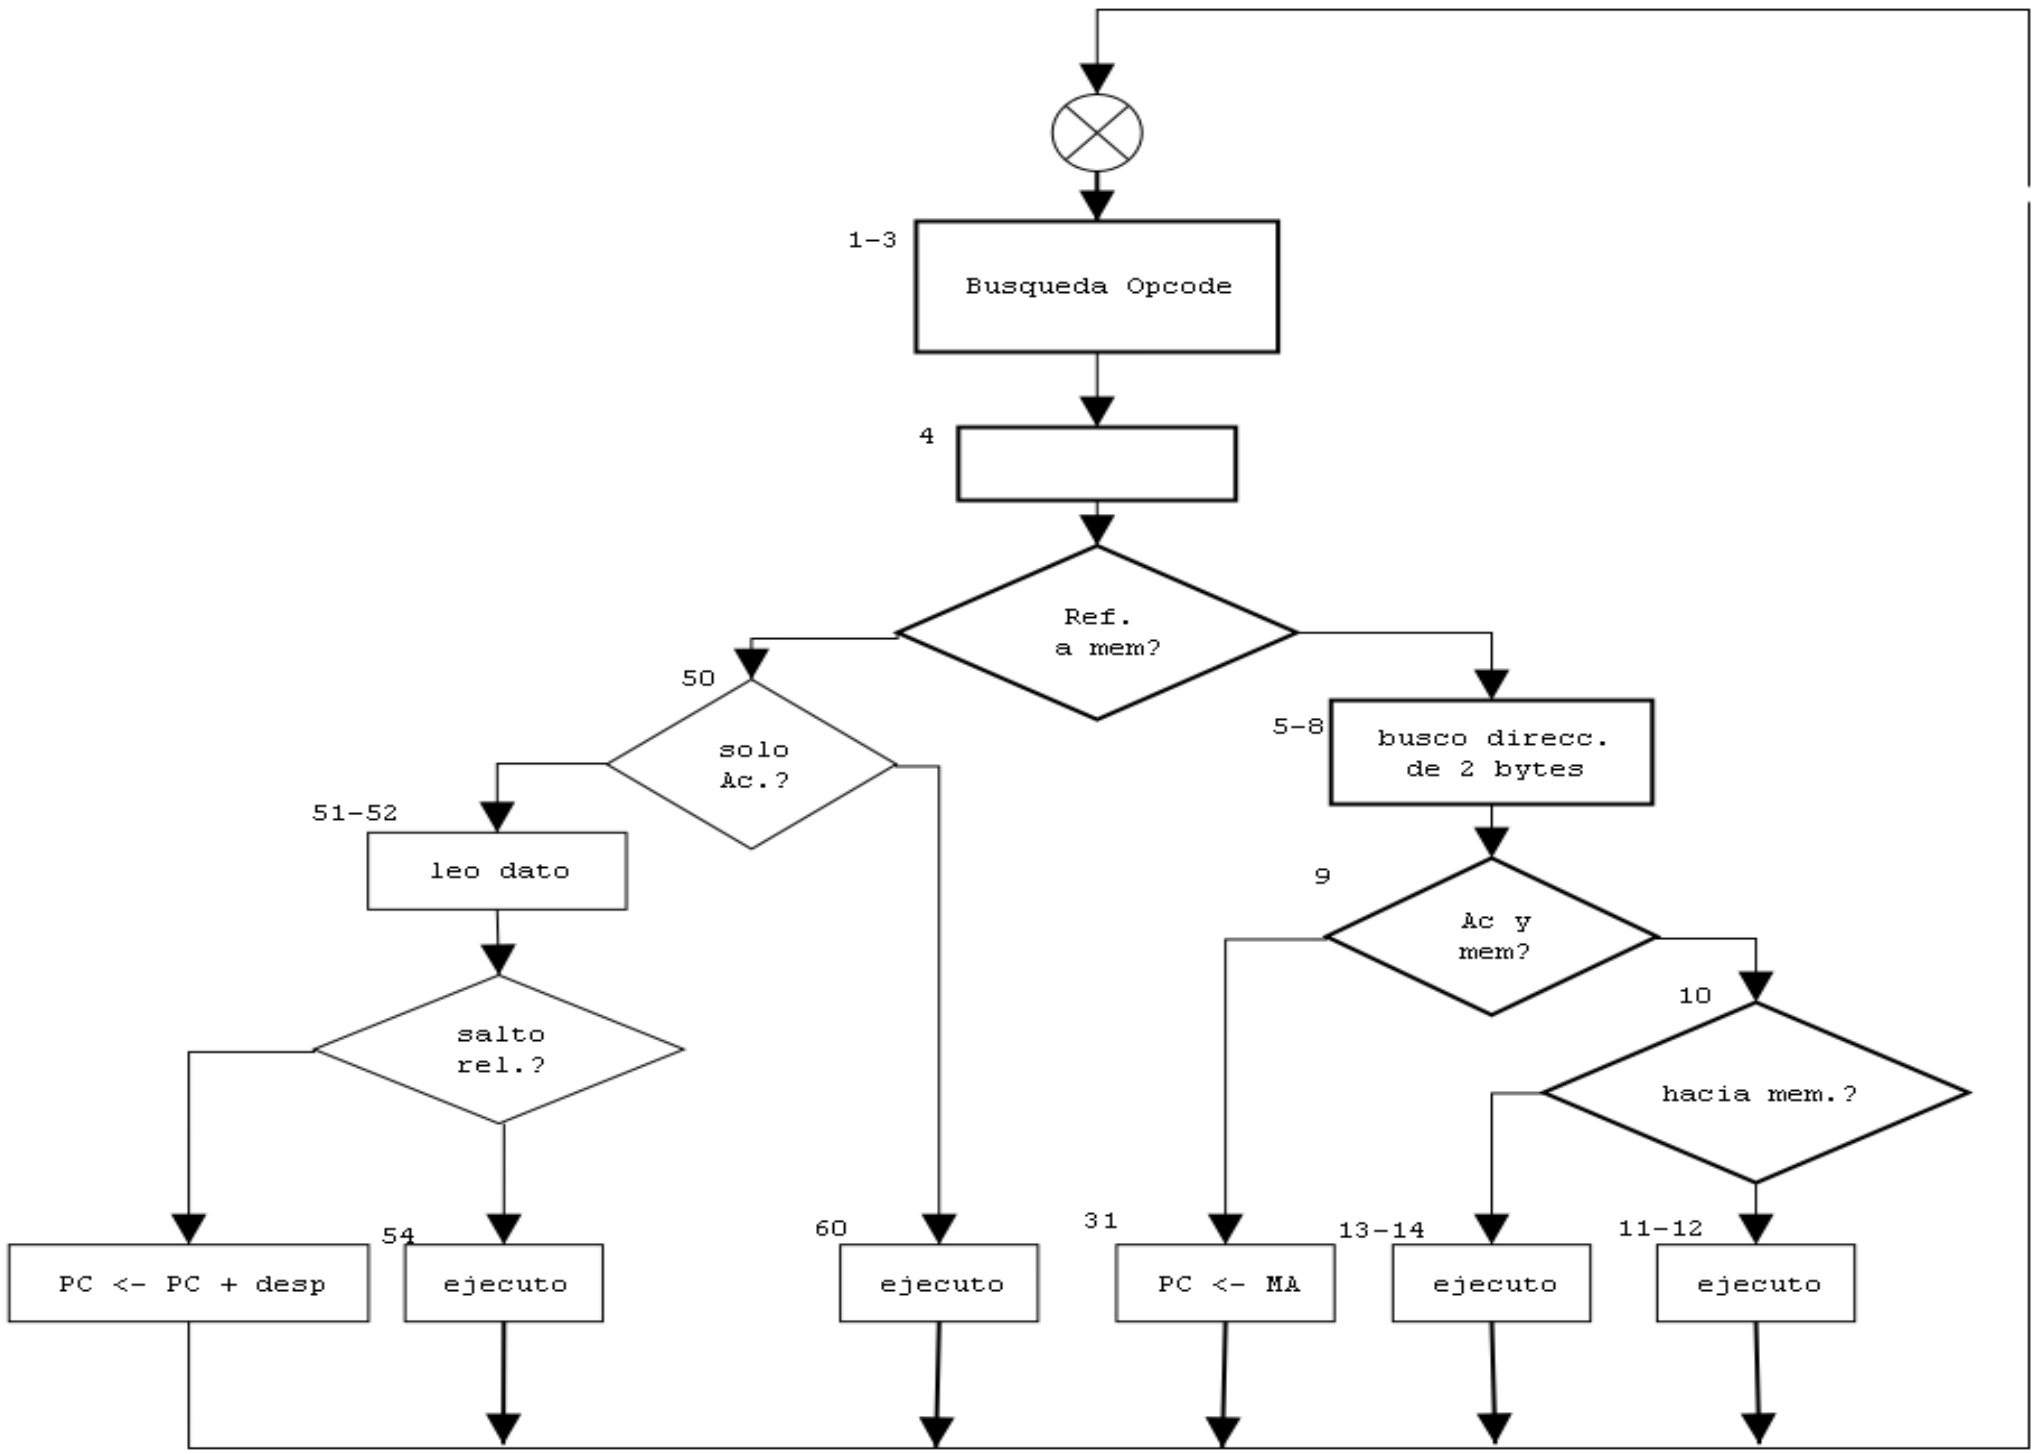 1-3
Busqueda Opcode
4
Ref.
a mem?
50
solo
Ac.?
5-8
busco direcc.
de 2 bytes
51-52
leo dato
9
Ac y
mem?
salto
rel.?
10
hacia mem.?
PC <- PC + desp
54
ejecuto
60
ejecuto
31
PC <- MA
13-14
ejecuto
11-12
ejecuto